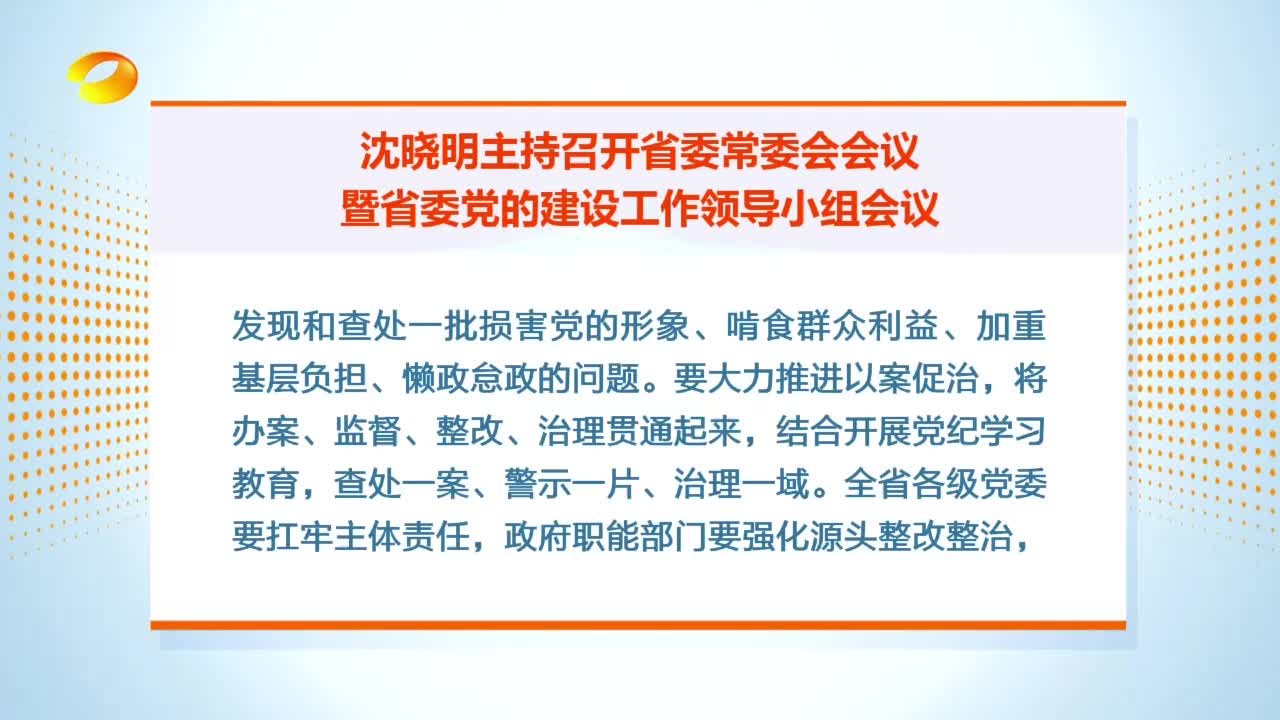 沈晓明主持召开省委常委会会议
暨省委党的建设工作领导小组会议
发现和查处一批损害党的形象、啃食群众利益、加重
基层负担、懒政怠政的问题。要大力推进以案促治，将
办案、监督、整改、治理贯通起来，结合开展党纪学习
教育，查处一案、警示一片、治理一域。全省各级党委
要扛牢主体责任，政府职能部门要强化源头整改整治，